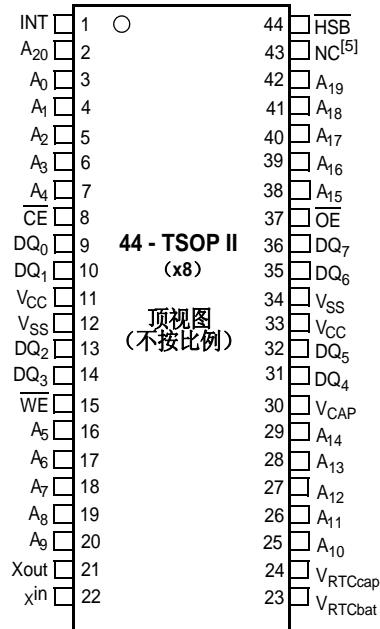 INT 1 44 HSB
A20 2 43 NC[5]
A0 3 42 A19
A1 4 41 A18
A2 5 40 A17
A3 6 39 A16
A4 7 38 A15
CE 8 37 OE
DQ0 9 44 - TSOP II 36 DQ7
DQ1 10 (x8) 35 DQ6
VCC 11 34 VSS
VSS 12 顶视图 33 VCC
DQ2 13 (不按比例) 32 DQ5
DQ3 14 31 DQ4
WE 15 30 VCAP
A5 16 29 A14
A6 17 28 A13
A7 18 27 A12
A8 19 26 A11
A9 20 25 A10
Xout 21 24 VRTCcap
xin 22 23 VRTCbat